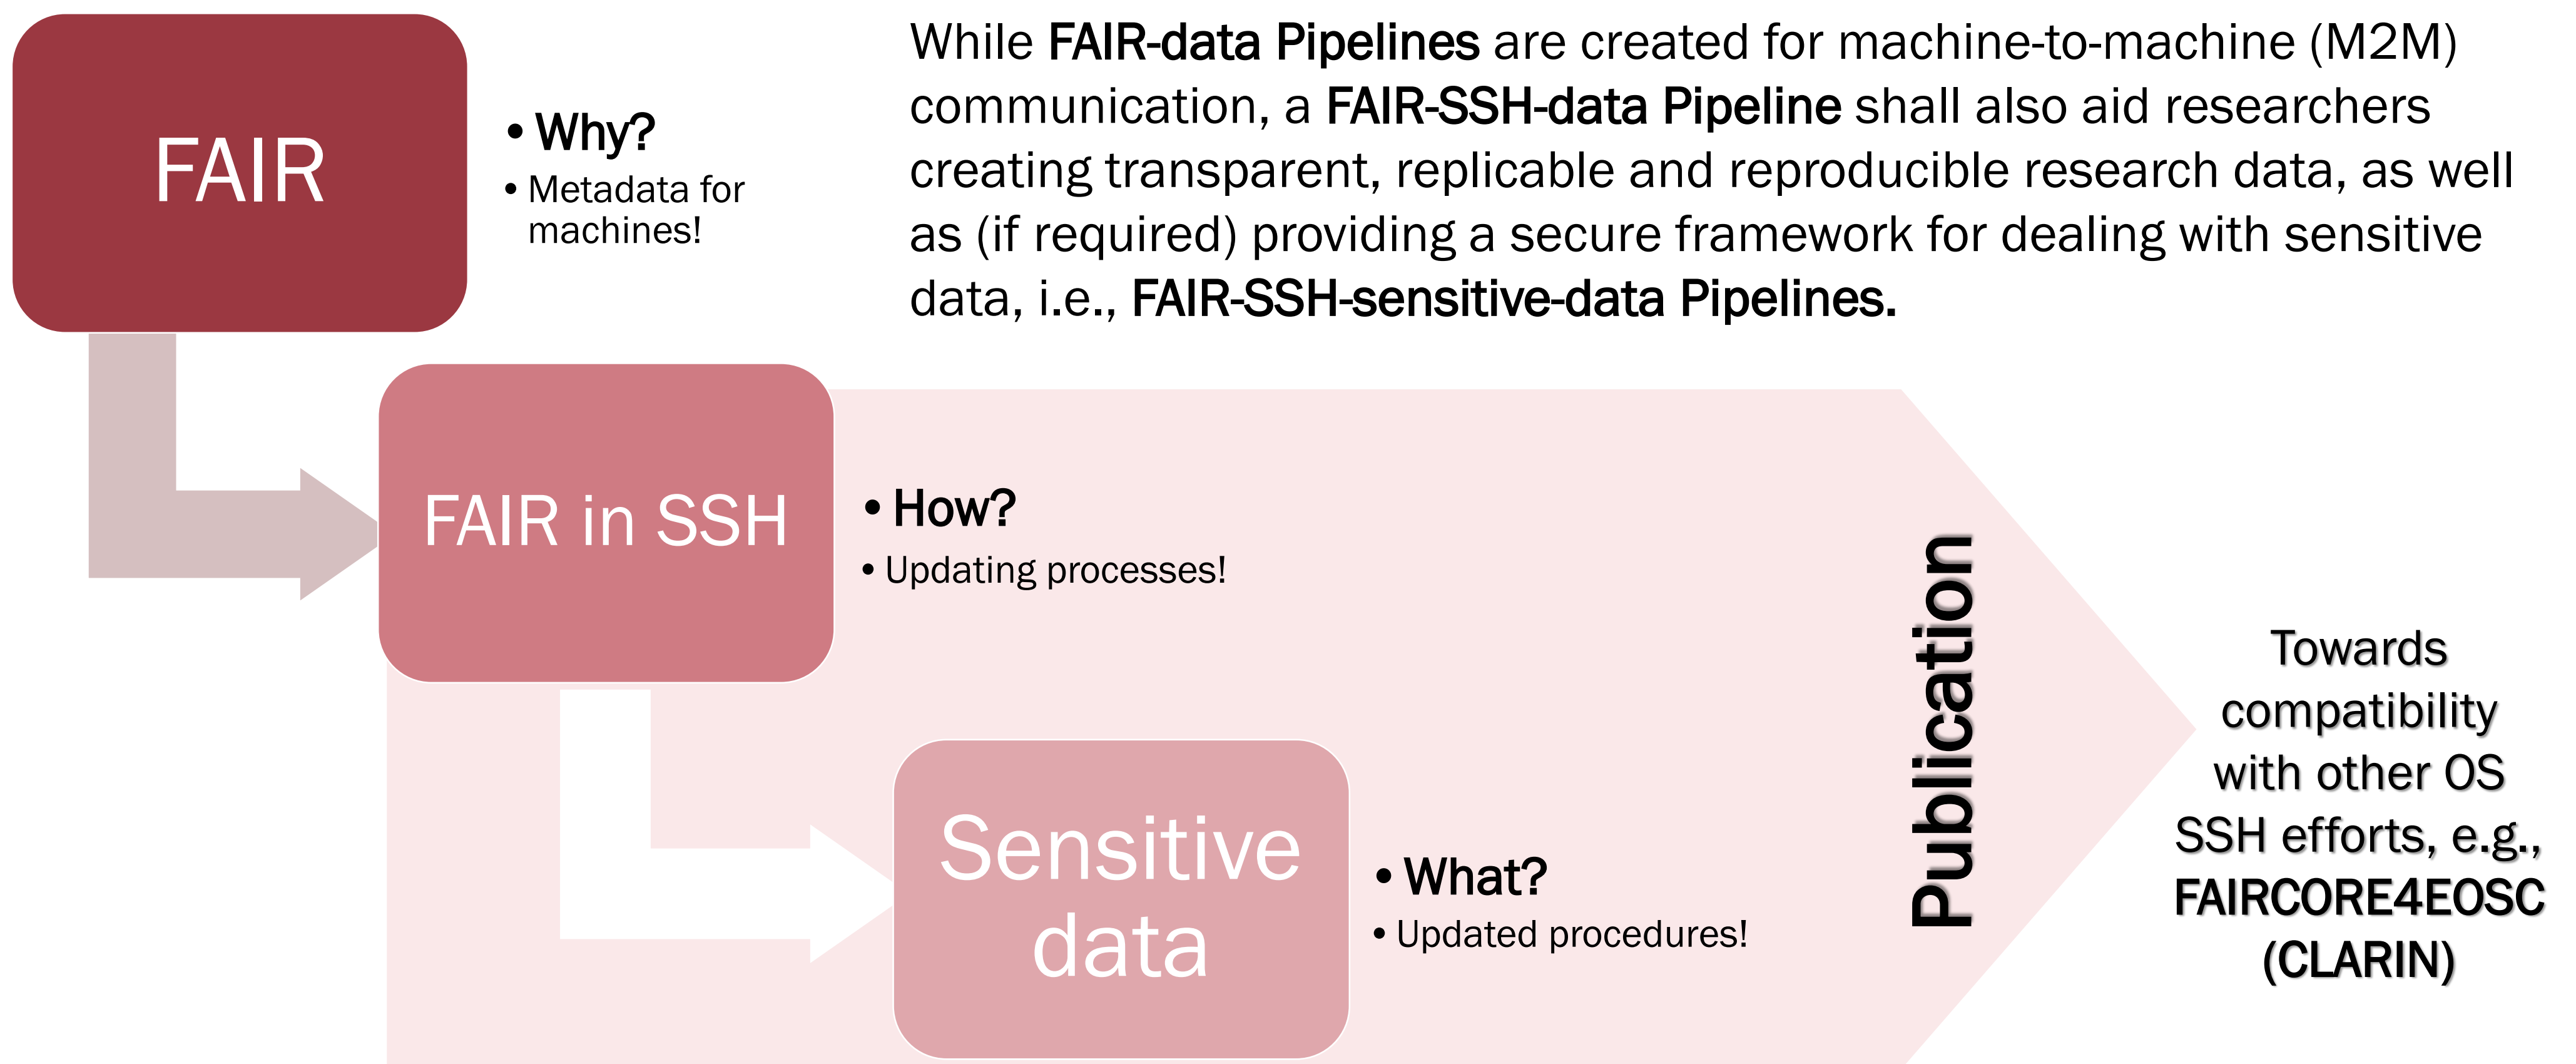 FAIR
• Why?
• Metadata for
machines!
While FAIR-data Pipelines are created for machine-to-machine (M2M)
communication, a FAIR-SSH-data Pipeline shall also aid researchers
creating transparent, replicable and reproducible research data, as well
as (if required) providing a secure framework for dealing with sensitive
data, i.e., FAIR-SSH-sensitive-data Pipelines.
FAIR in SSH
• How?
• Updating processes!
Sensitive
data
• What?
• Updated procedures!
Publication
Towards
compatibility
with other OS
SSH efforts, e.g.,
FAIRCORE4EOSC
(CLARIN)